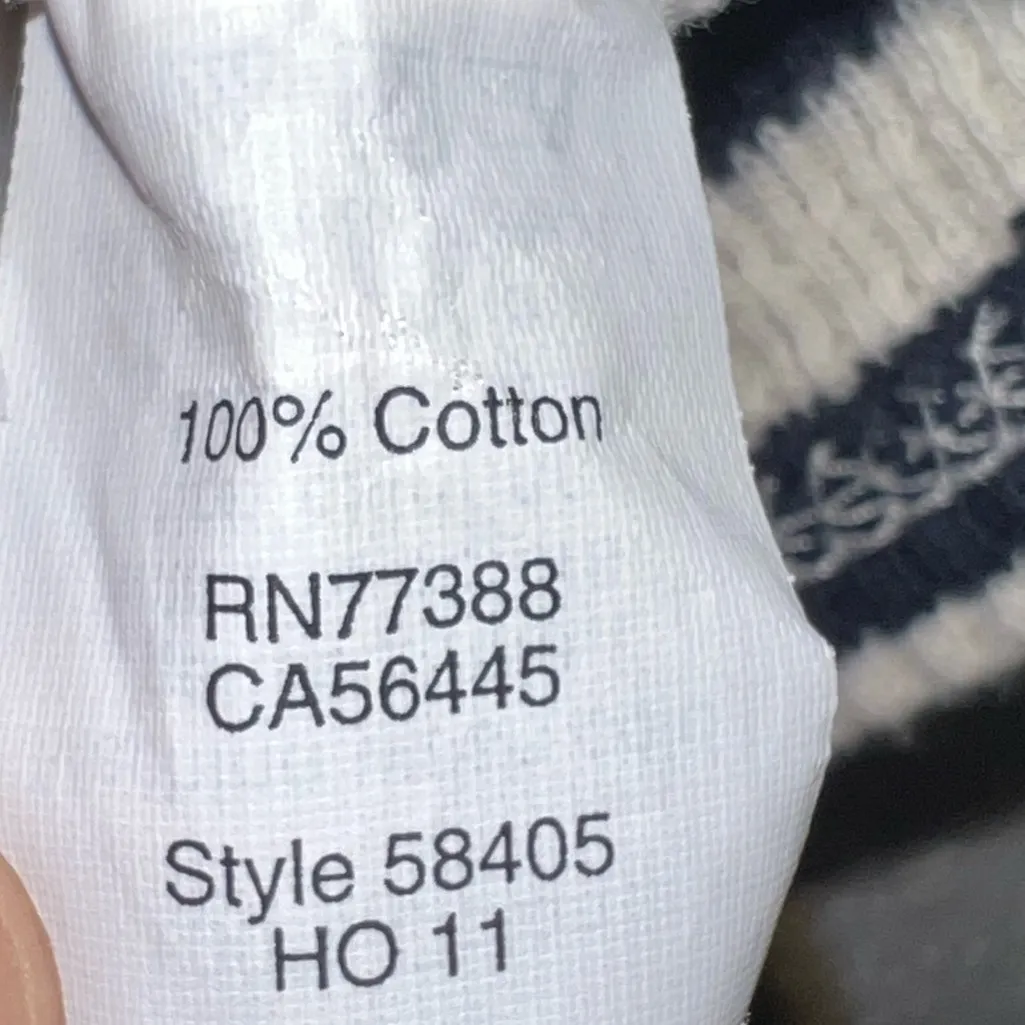 100% Cotton
RN77388
CA56445
Style 58405
HO 11